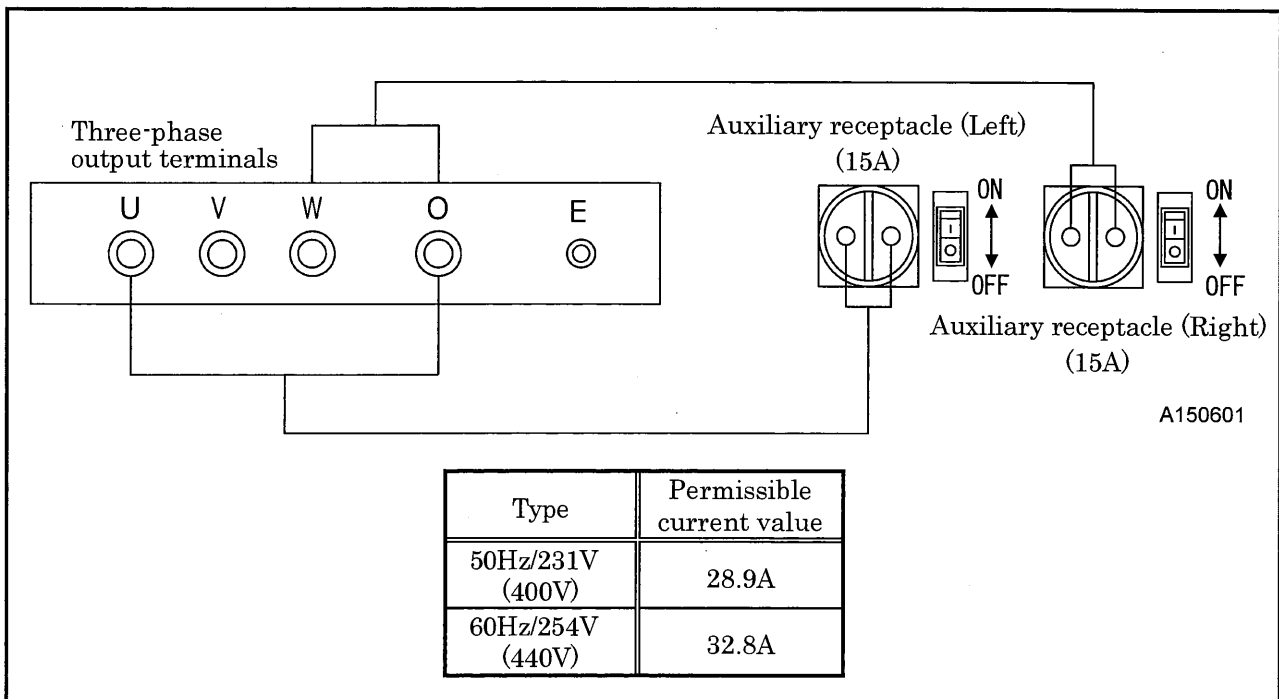 Three-phase
output terminals
U V W O E
Auxiliary receptacle (Left)
(15A)
ON
OFF
ON
OFF
Auxiliary receptacle (Right)
(15A)
A150601
Type
Permissible
current value
50Hz/231V
(400V)
28.9A
60Hz/254V
(440V)
32.8A